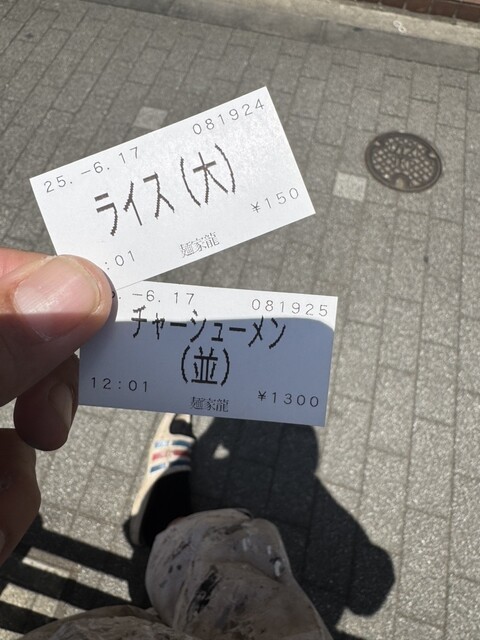 25.-6.17 081924
ライス(大)
:01 ¥150
麺家龍
-6.17 081925
チャーシューメン
(並)
12:01 ¥1300
麺家龍
8